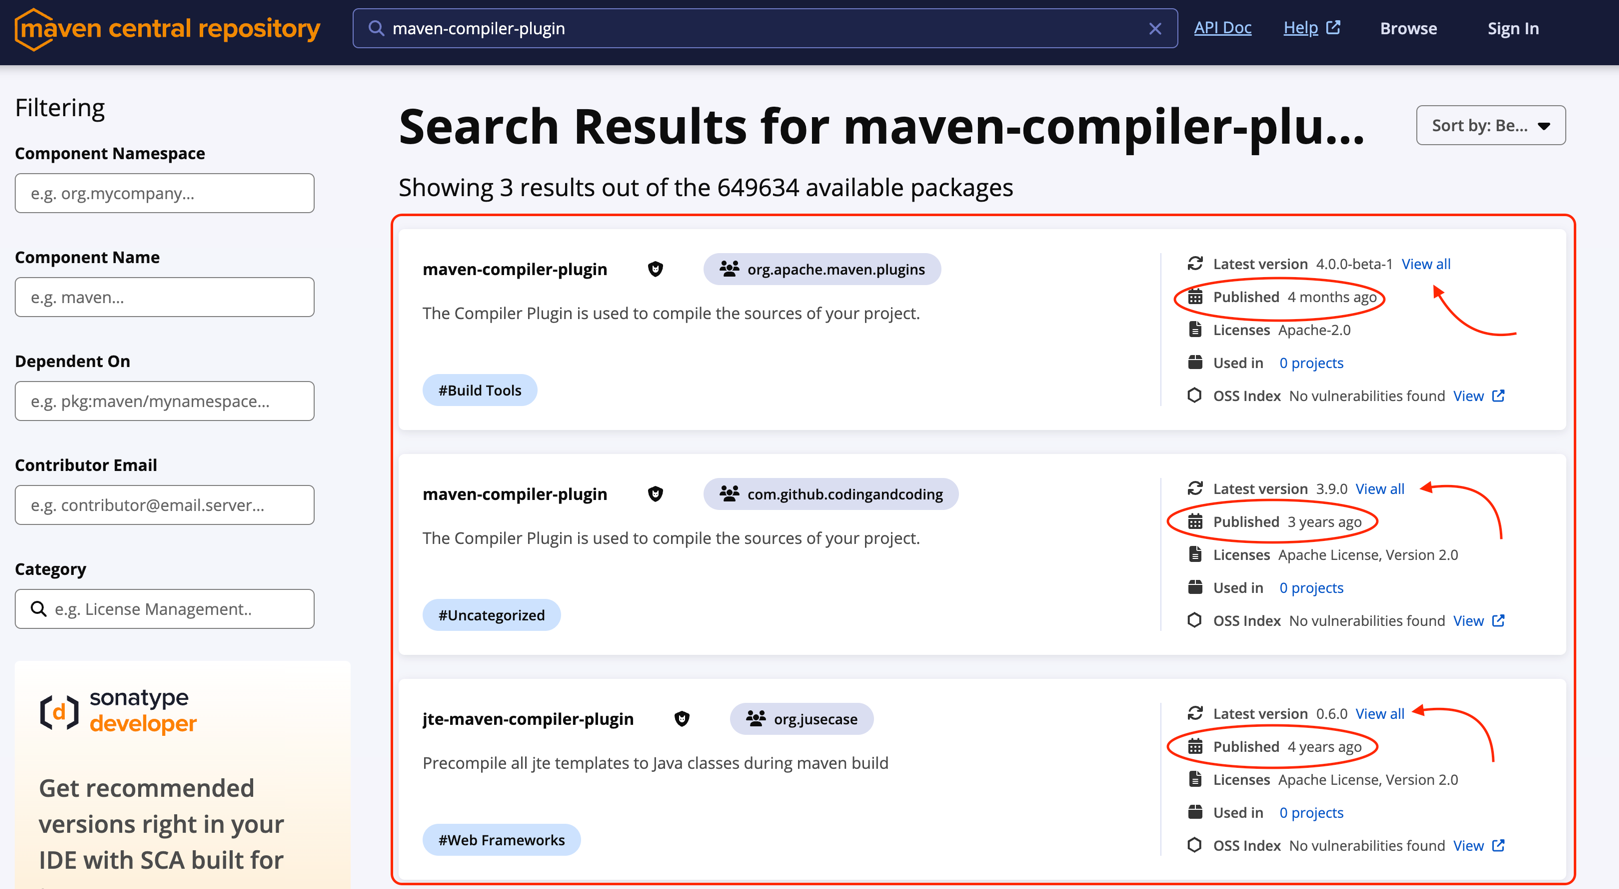 maven central repository
maven-compiler-plugin
API Doc
Help
Browse
Sign In
Filtering
Component Namespace
e.g. org.mycompany...
Component Name
e.g. maven...
Dependent On
e.g. pkg:maven/mynamespace...
Contributor Email
e.g. contributor@email.server...
Category
e.g. License Management..
sonatype
developer
Get recommended
versions right in your
IDE with SCA built for
Search Results for maven-compiler-plu...
Sort by: Be...
Showing 3 results out of the 649634 available packages
maven-compiler-plugin
org.apache.maven.plugins
The Compiler Plugin is used to compile the sources of your project.
#Build Tools
Latest version 4.0.0-beta-1 View all
Published 4 months ago
Licenses Apache-2.0
Used in 0 projects
OSS Index No vulnerabilities found View
maven-compiler-plugin
com.github.codingandcoding
The Compiler Plugin is used to compile the sources of your project.
#Uncategorized
Latest version 3.9.0 View all
Published 3 years ago
Licenses Apache License, Version 2.0
Used in 0 projects
OSS Index No vulnerabilities found View
jte-maven-compiler-plugin
org.jusecase
Precompile all jte templates to Java classes during maven build
#Web Frameworks
Latest version 0.6.0 View all
Published 4 years ago
Licenses Apache License, Version 2.0
Used in 0 projects
OSS Index No vulnerabilities found View